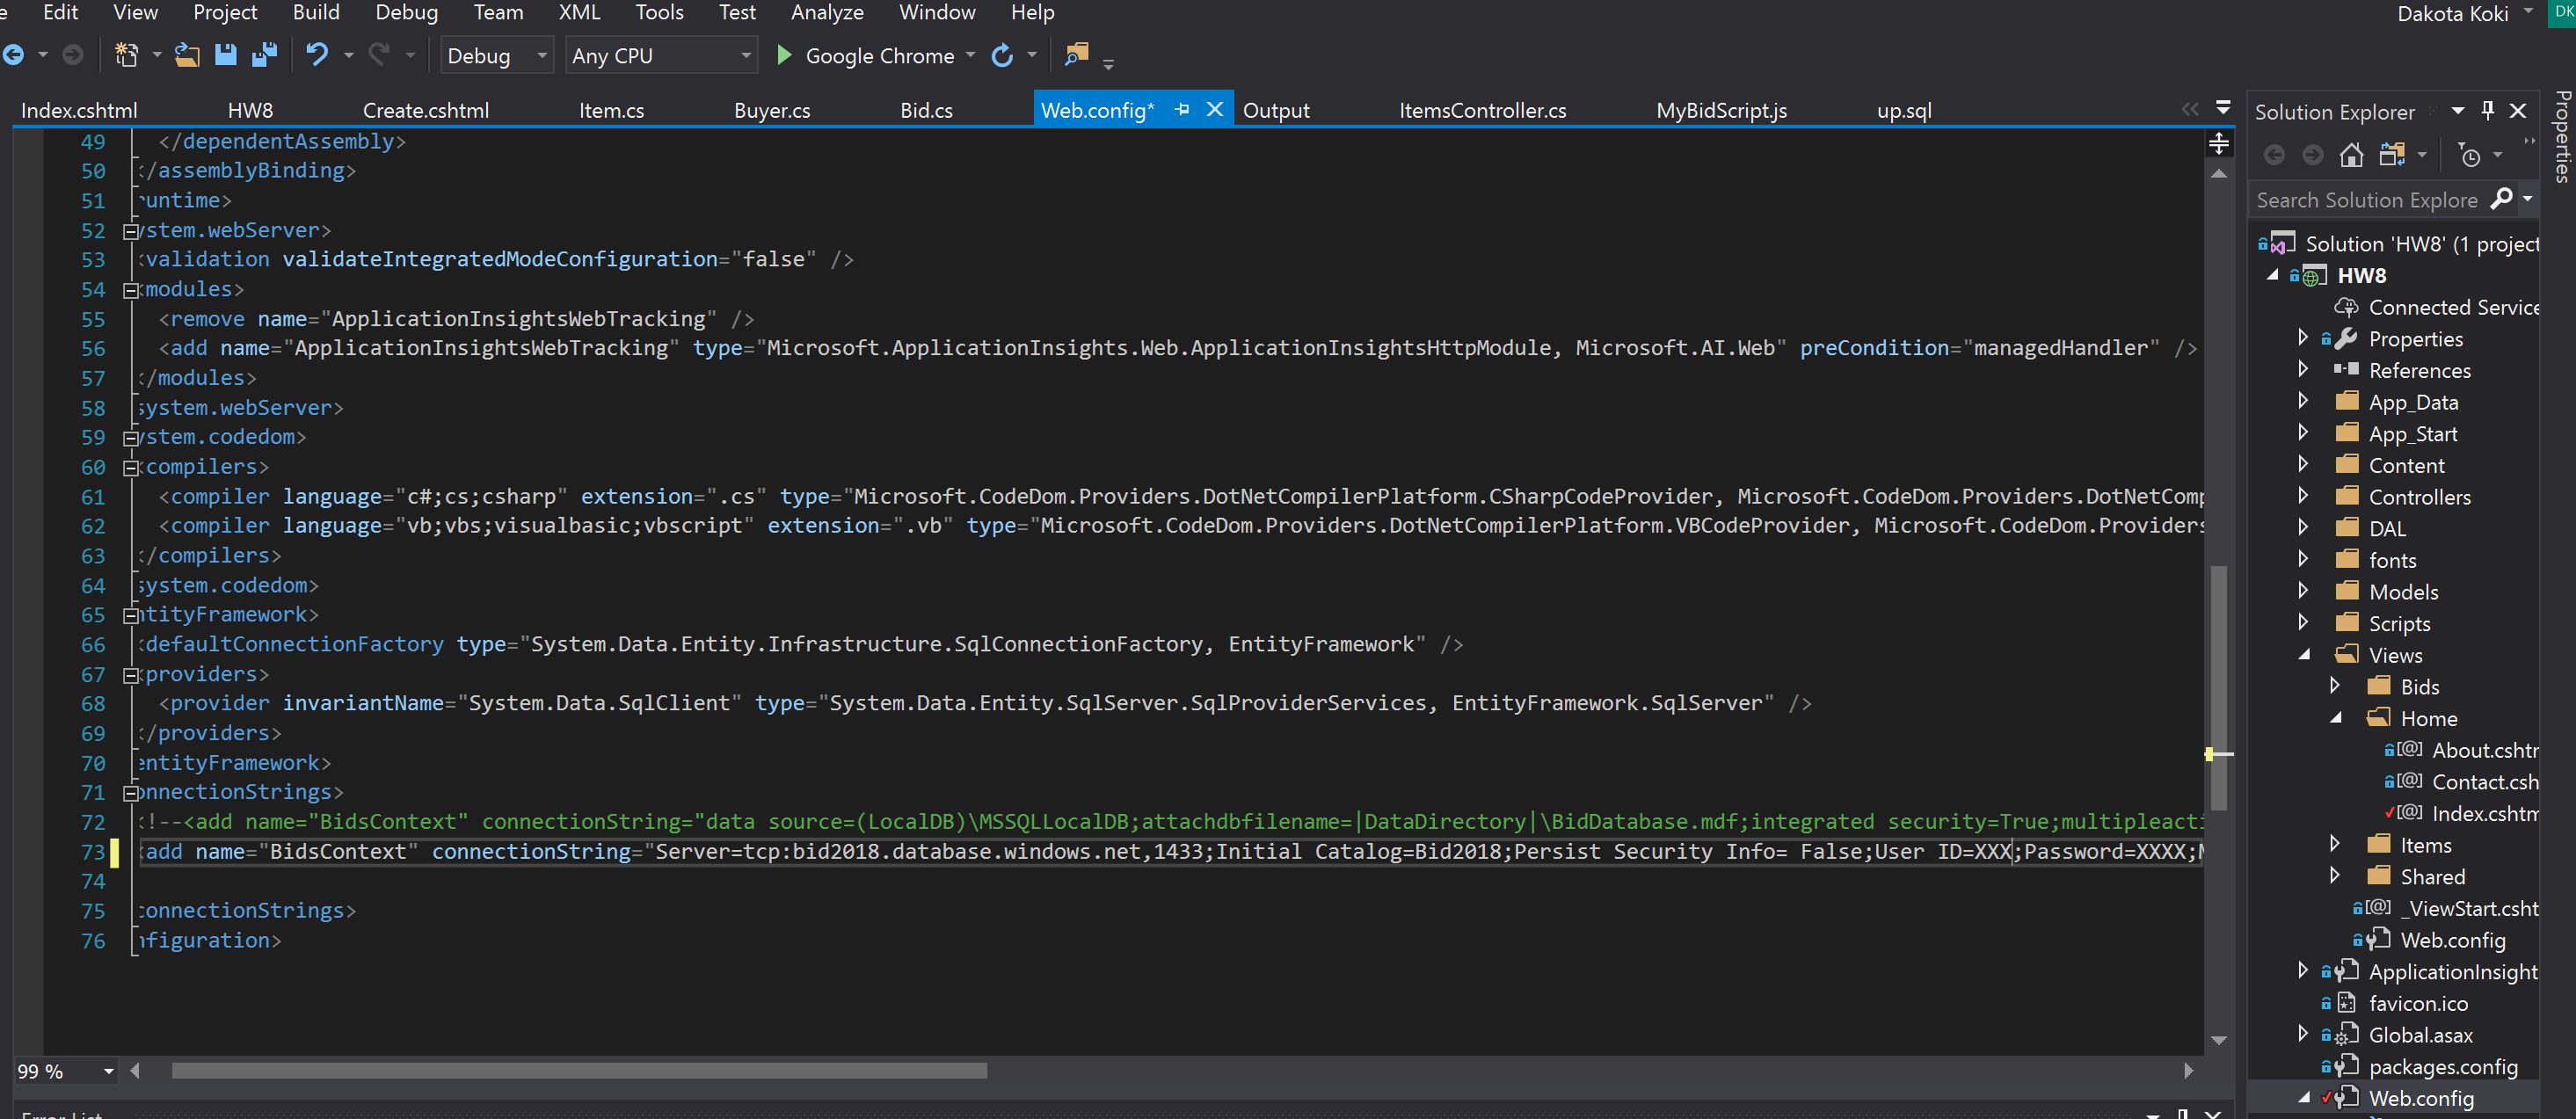 Edit View Project Build Debug Team XML Tools Test Analyze Window Help Dakota Koki DK
Debug Any CPU Google Chrome
Index.cshtml HW8 Create.cshtml Item.cs Buyer.cs Bid.cs Web.config* Output ItemsController.cs MyBidScript.js up.sql
49 </dependentAssembly>
50 </assemblyBinding>
51 runtime>
52 ystem.webServer>
53 <validation validateIntegratedModeConfiguration="false" />
54 <modules>
55 <remove name="ApplicationInsightsWebTracking" />
56 <add name="ApplicationInsightsWebTracking" type="Microsoft.ApplicationInsights.Web.ApplicationInsightsHttpModule, Microsoft.AI.Web" preCondition="managedHandler" />
57 </modules>
58 system.webServer>
59 ystem.codedom>
60 <compilers>
61 <compiler language="c#;cs;csharp" extension=".cs" type="Microsoft.CodeDom.Providers.DotNetCompilerPlatform.CSharpCodeProvider, Microsoft.CodeDom.Providers.DotNetComp
62 <compiler language="vb;vbs;visualbasic;vbscript" extension=".vb" type="Microsoft.CodeDom.Providers.DotNetCompilerPlatform.VBCodeProvider, Microsoft.CodeDom.Providers
63 </compilers>
64 system.codedom>
65 ntityFramework>
66 <defaultConnectionFactory type="System.Data.Entity.Infrastructure.SqlConnectionFactory, EntityFramework" />
67 <providers>
68 <provider invariantName="System.Data.SqlClient" type="System.Data.Entity.SqlServer.SqlProviderServices, EntityFramework.SqlServer" />
69 </providers>
70 entityFramework>
71 onnectionStrings>
72 <!--<add name="BidsContext" connectionString="data source=(LocalDB)\MSSQLLocalDB;attachdbfilename=|DataDirectory|\BidDatabase.mdf;integrated security=True;multipleacti
73 <add name="BidsContext" connectionString="Server=tcp:bid2018.database.windows.net,1433;Initial Catalog=Bid2018;Persist Security Info= False;User ID=XXX;Password=XXXX;M
74
75 connectionStrings>
76 nfiguration>
99 %
Error List
Solution Explorer
Search Solution Explore
Solution 'HW8' (1 project
HW8
Connected Service
Properties
References
App_Data
App_Start
Content
Controllers
DAL
fonts
Models
Scripts
Views
Bids
Home
About.csht
Contact.csh
Index.cshtm
Items
Shared
_ViewStart.csht
Web.config
ApplicationInsight
favicon.ico
Global.asax
packages.config
Web.config
Properties